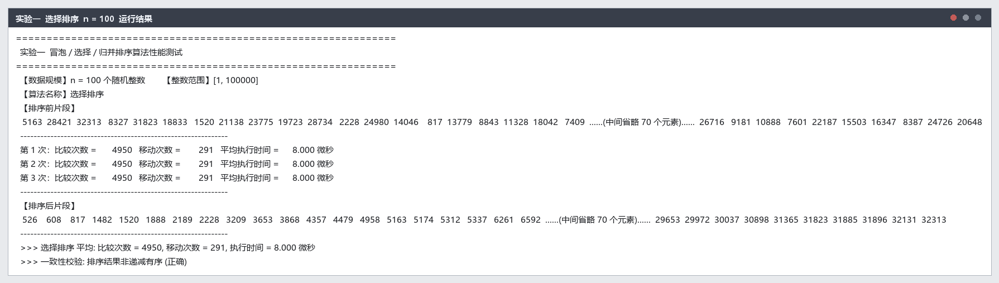 实验一 选择排序 n = 100 运行结果
==============================================================
实验一 冒泡 / 选择 / 归并排序算法性能测试
==============================================================
【数据规模】n = 100 个随机整数 【整数范围】[1, 100000]
【算法名称】选择排序
【排序前片段】
5163 28421 32313 8327 31823 18833 1520 21138 23775 19723 28734 2228 24980 14046 817 13779 8843 11328 18042 7409 ......(中间省略 70 个元素)...... 26716 9181 10888 7601 22187 15503 16347 8387 24726 20648
--------------------------------------------------------------
第 1 次: 比较次数 = 4950 移动次数 = 291 平均执行时间 = 8.000 微秒
第 2 次: 比较次数 = 4950 移动次数 = 291 平均执行时间 = 8.000 微秒
第 3 次: 比较次数 = 4950 移动次数 = 291 平均执行时间 = 8.000 微秒
--------------------------------------------------------------
【排序后片段】
526 608 817 1482 1520 1888 2189 2228 3209 3653 3868 4357 4479 4958 5163 5174 5312 5337 6261 6592 ......(中间省略 70 个元素)...... 29653 29972 30037 30898 31365 31823 31885 31896 32131 32313
--------------------------------------------------------------
>>> 选择排序 平均: 比较次数 = 4950, 移动次数 = 291, 执行时间 = 8.000 微秒
>>> 一致性校验: 排序结果非递减有序 (正确)